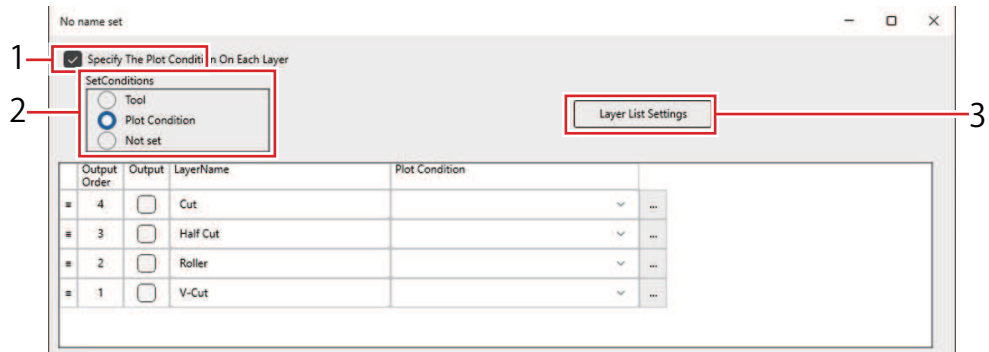 No name set
1
Specify The Plot Condition On Each Layer
SetConditions
2
Tool
Plot Condition
Not set
Layer List Settings
3
Output Order Output LayerName Plot Condition
4 Cut ...
3 Half Cut ...
2 Roller ...
1 V-Cut ...